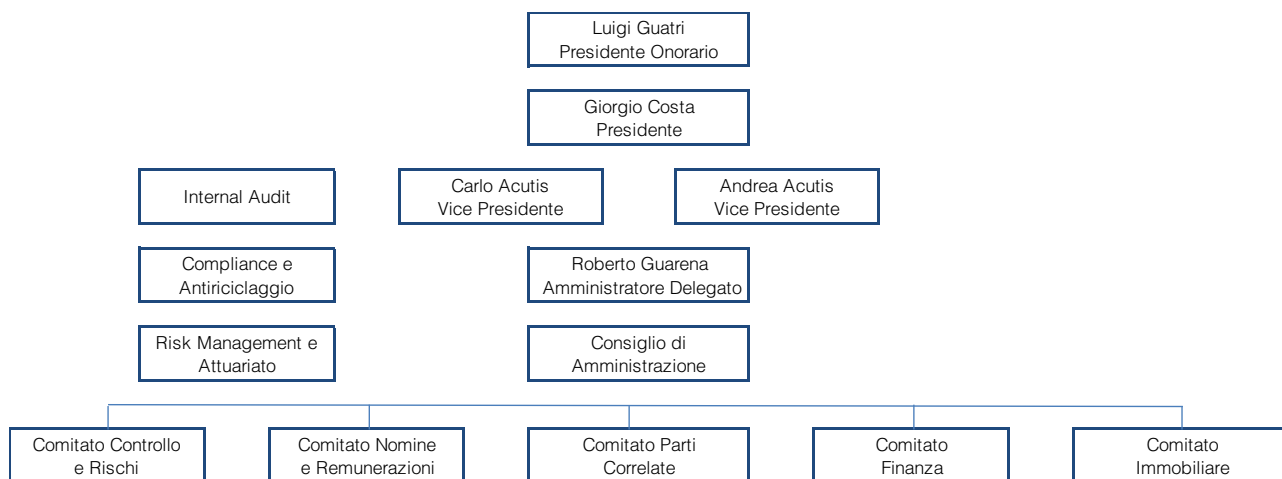 Luigi Guatri
Presidente Onorario
Giorgio Costa
Presidente
Internal Audit
Carlo Acutis
Vice Presidente
Andrea Acutis
Vice Presidente
Compliance e
Antiriciclaggio
Roberto Guarena
Amministratore Delegato
Risk Management e
Attuariato
Consiglio di
Amministrazione
Comitato Controllo
e Rischi
Comitato Nomine
e Remunerazioni
Comitato Parti
Correlate
Comitato
Finanza
Comitato
Immobiliare